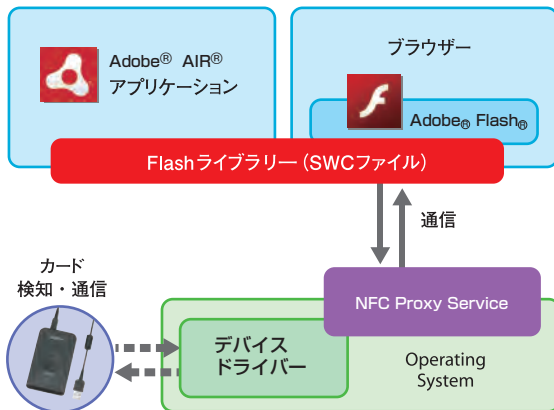 Adobe® AIR®
アプリケーション
ブラウザー
Adobe® Flash®
Flashライブラリー（SWCファイル）
通信
カード
検知・通信
NFC Proxy Service
デバイス
ドライバー
Operating
System